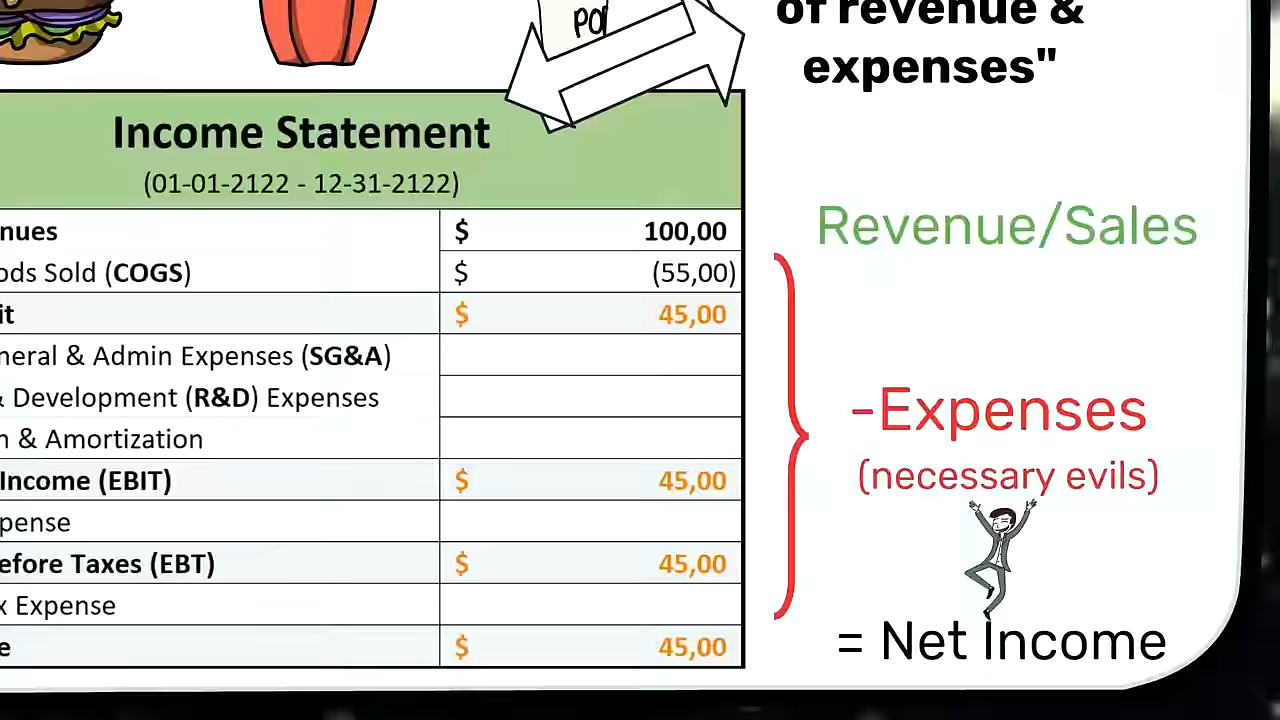 of revenue &
expenses"
Income Statement
(01-01-2122 - 12-31-2122)
nues $ 100,00
ods Sold (COGS) $ (55,00)
it $ 45,00
neral & Admin Expenses (SG&A)
& Development (R&D) Expenses
n & Amortization
Income (EBIT) $ 45,00
pense
efore Taxes (EBT) $ 45,00
x Expense
e $ 45,00
Revenue/Sales
-Expenses
(necessary evils)
= Net Income